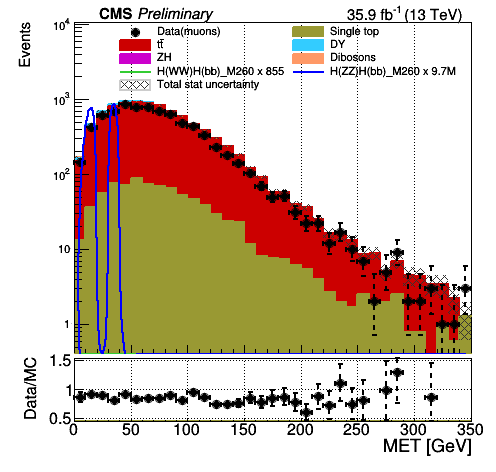 CMS Preliminary 35.9 fb⁻¹ (13 TeV)
Events
Data(muons) Single top
tt̄ DY
ZH Dibosons
H(WW)H(bb)_M260 x 855 H(ZZ)H(bb)_M260 x 9.7M
Total stat uncertainty
10⁴
10³
10²
10
1
Data/MC
1.5
1
0.5
0 50 100 150 200 250 300 350
MET [GeV]